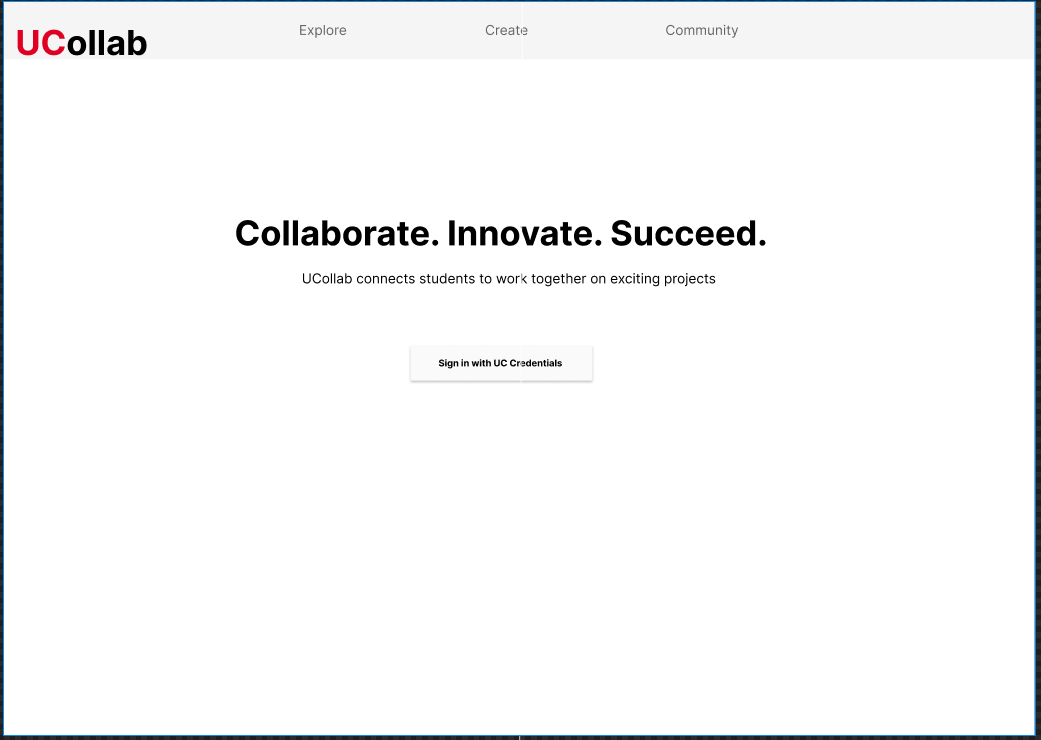 UCollab
Explore
Create
Community
Collaborate. Innovate. Succeed.
UCollab connects students to work together on exciting projects
Sign in with UC Credentials